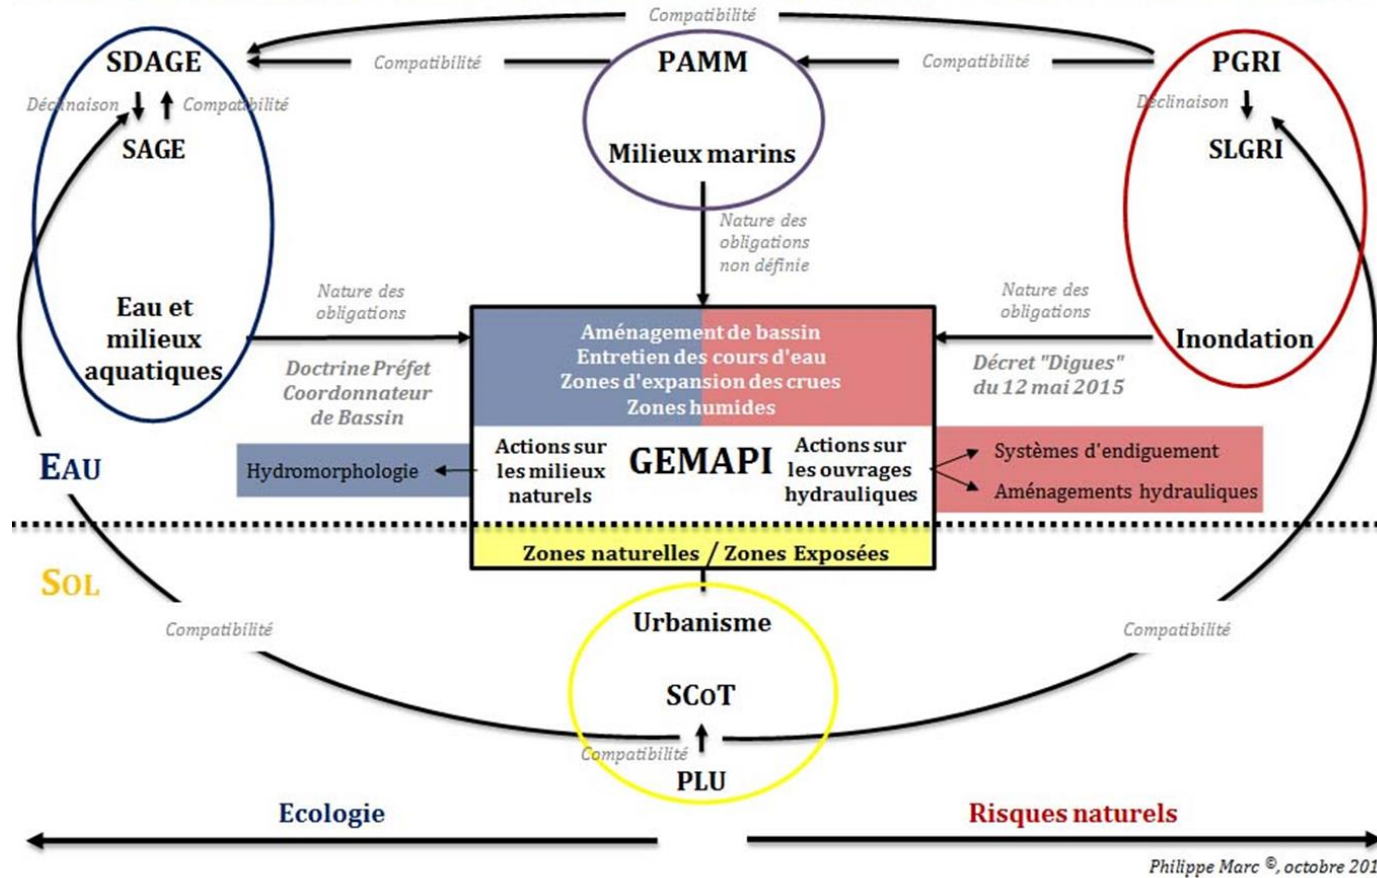 Compatibilité
SDAGE
Compatibilité
PAMM
Compatibilité
PGRI
Déclinaison
Compatibilité
Déclinaison
SAGE
Milieux marins
SLGRI
Nature des
obligations
non définie
Eau et
milieux
aquatiques
Nature des
obligations
Doctrine Préfet
Coordonnateur
de Bassin
Aménagement de bassin
Entretien des cours d'eau
Zones d'expansion des crues
Zones humides
Nature des
obligations
Décret "Digues"
du 12 mai 2015
Inondation
EAU
Hydromorphologie
Actions sur
les milieux
naturels
GEMAPI
Actions sur
les ouvrages
hydrauliques
Systèmes d'endiguement
Aménagements hydrauliques
Zones naturelles / Zones Exposées
SOL
Urbanisme
Compatibilité
Compatibilité
SCOT
Compatibilité
PLU
Ecologie
Risques naturels
Philippe Marc ©, octobre